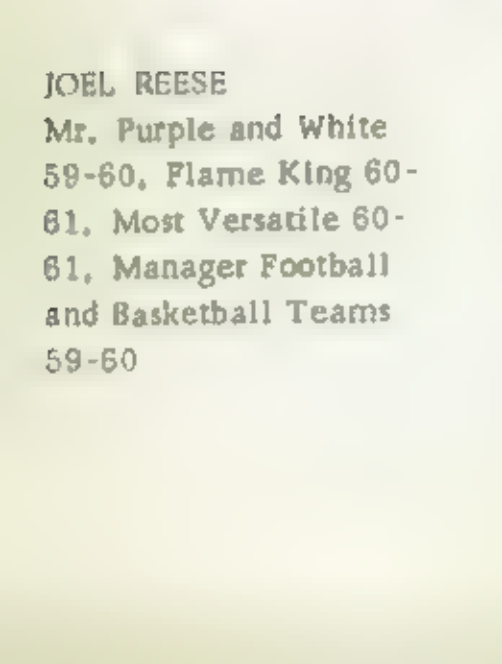 JOEL REESE
Mr. Purple and White
59-60, Flame King 60-
61, Most Versatile 60-
61, Manager Football
and Basketball Teams
59-60